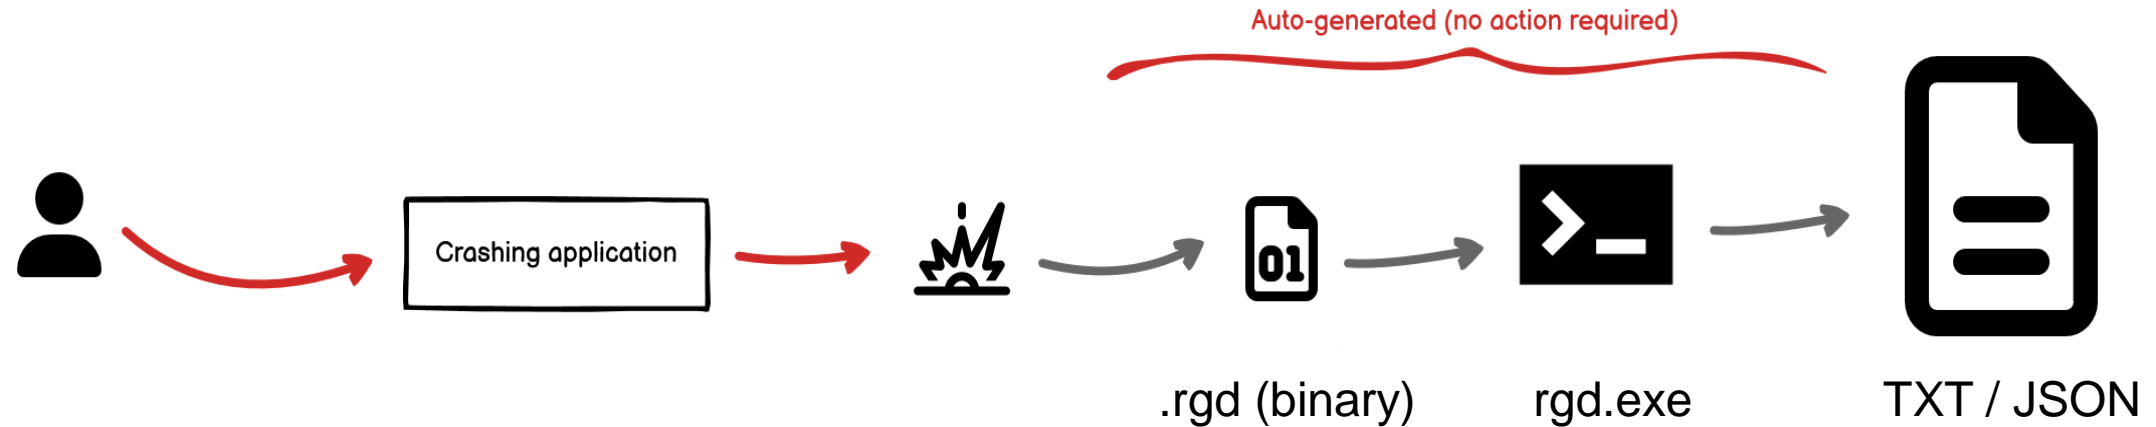 Auto-generated (no action required)
Crashing application
01
.rgd (binary)
rgd.exe
TXT / JSON